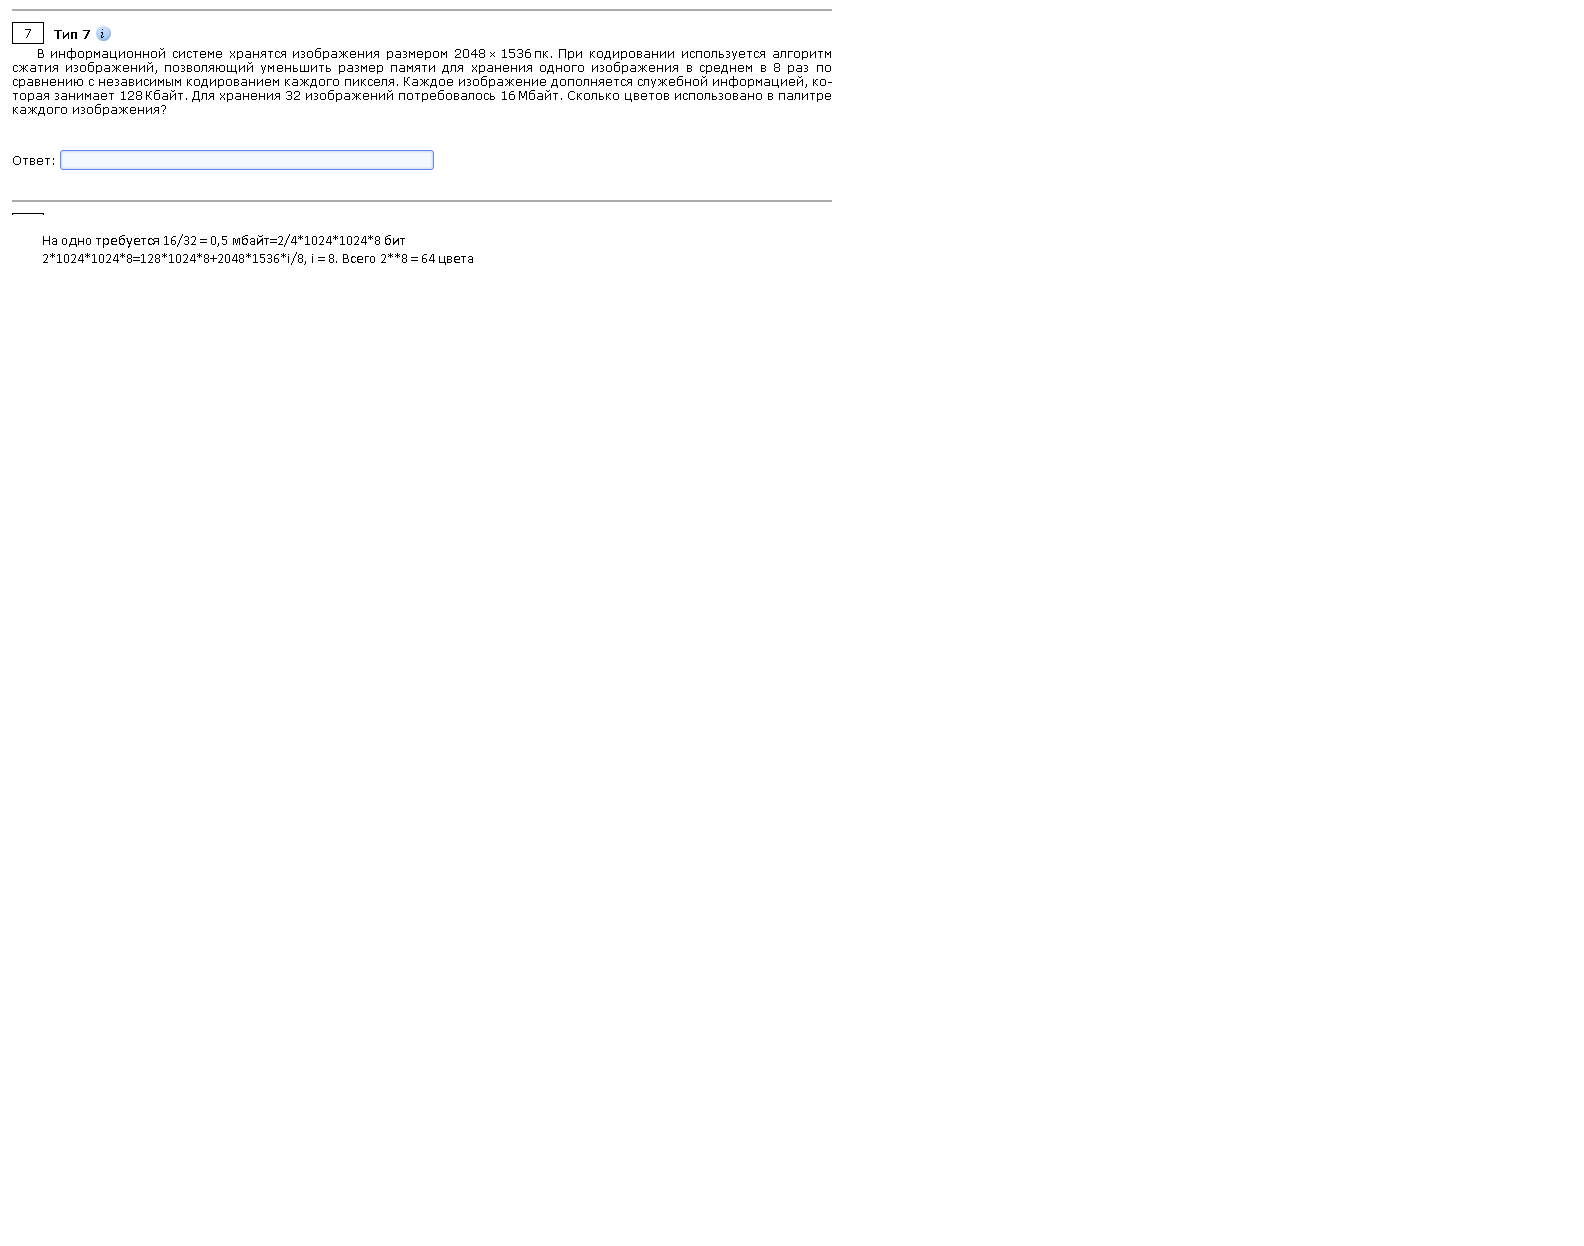 7 Тип 7 i
В информационной системе хранятся изображения размером 2048 × 1536 пк. При кодировании используется алгоритм
сжатия изображений, позволяющий уменьшить размер памяти для хранения одного изображения в среднем в 8 раз по
сравнению с независимым кодированием каждого пикселя. Каждое изображение дополняется служебной информацией, ко-
торая занимает 128 Кбайт. Для хранения 32 изображений потребовалось 16 Мбайт. Сколько цветов использовано в палитре
каждого изображения?
Ответ:
На одно требуется 16/32 = 0,5 мбайт=2/4*1024*1024*8 бит
2*1024*1024*8=128*1024*8+2048*1536*i/8, i = 8. Всего 2**8 = 64 цвета